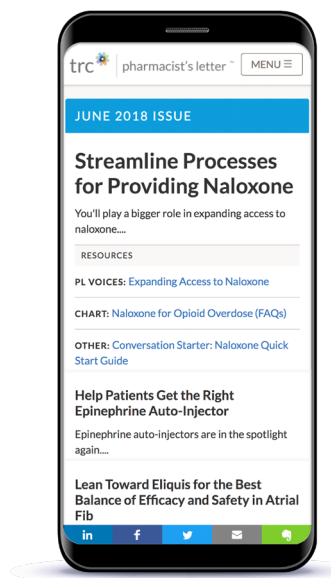 trc pharmacist's letter ™ MENU ☰
JUNE 2018 ISSUE
Streamline Processes
for Providing Naloxone
You'll play a bigger role in expanding access to
naloxone....
RESOURCES
PL VOICES: Expanding Access to Naloxone
CHART: Naloxone for Opioid Overdose (FAQs)
OTHER: Conversation Starter: Naloxone Quick
Start Guide
Help Patients Get the Right
Epinephrine Auto-Injector
Epinephrine auto-injectors are in the spotlight
again....
Lean Toward Eliquis for the Best
Balance of Efficacy and Safety in Atrial
Fib
in f